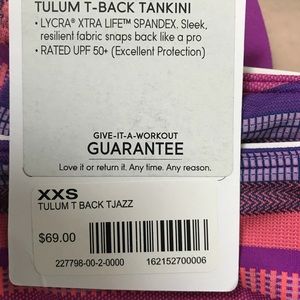 TULUM T-BACK TANKINI
• LYCRA® XTRA LIFE™ SPANDEX. Sleek,
resilient fabric snaps back like a pro
• RATED UPF 50+ (Excellent Protection)
GIVE-IT-A-WORKOUT
GUARANTEE
Love it or return it. Any time. Any reason.
XXS
TULUM T BACK TJAZZ
$69.00
227798-00-2-0000
162152700006